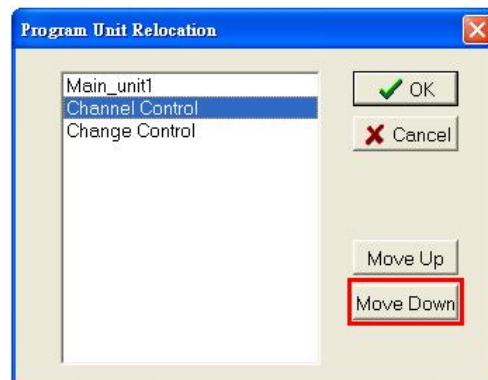 Program Unit Relocation
Main_unit1
Channel Control
Change Control
OK
Cancel
Move Up
Move Down